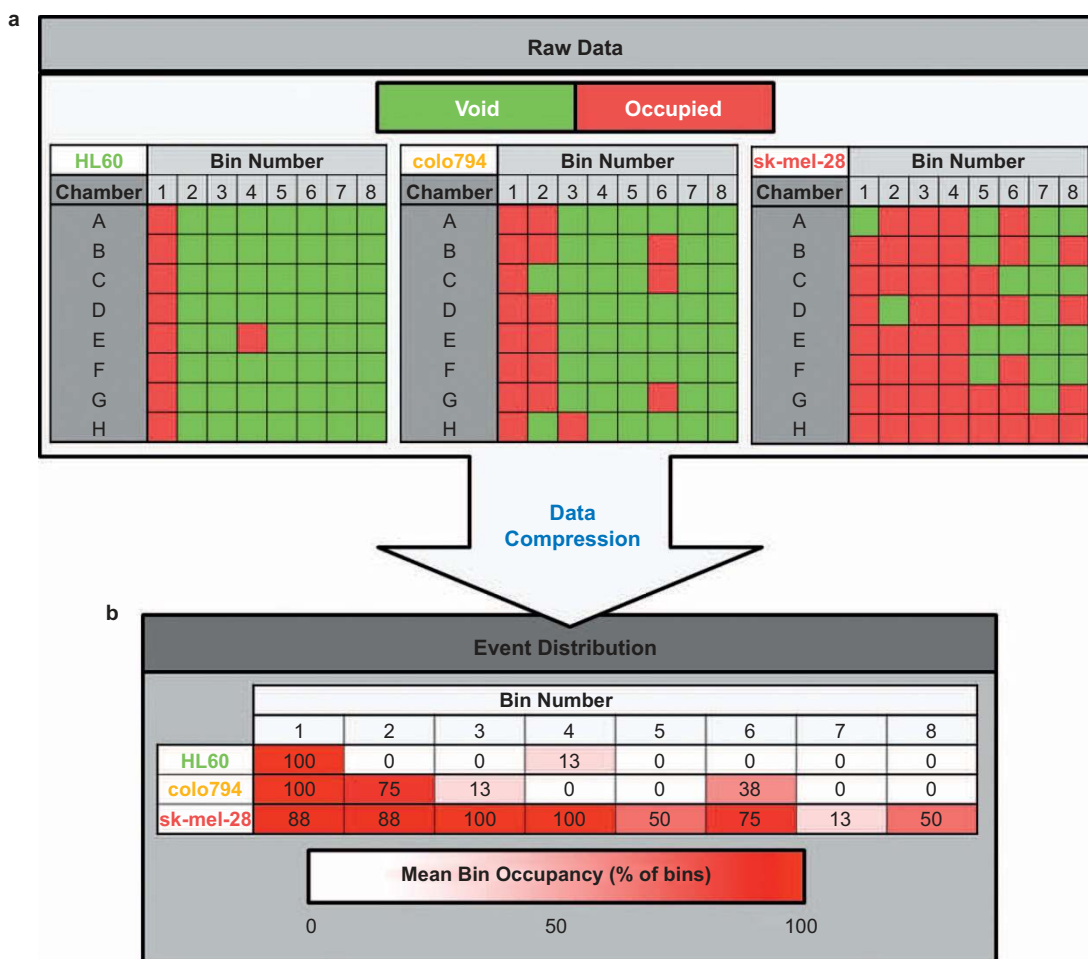 a
Raw Data
Void Occupied
HL60 Bin Number colo794 Bin Number sk-mel-28 Bin Number
Chamber 1 2 3 4 5 6 7 8 Chamber 1 2 3 4 5 6 7 8 Chamber 1 2 3 4 5 6 7 8
A A A
B B B
C C C
D D D
E E E
F F F
G G G
H H H
Data
Compression
b
Event Distribution
Bin Number
1 2 3 4 5 6 7 8
HL60 100 0 0 13 0 0 0 0
colo794 100 75 13 0 0 38 0 0
sk-mel-28 88 88 100 100 50 75 13 50
Mean Bin Occupancy (% of bins)
0 50 100